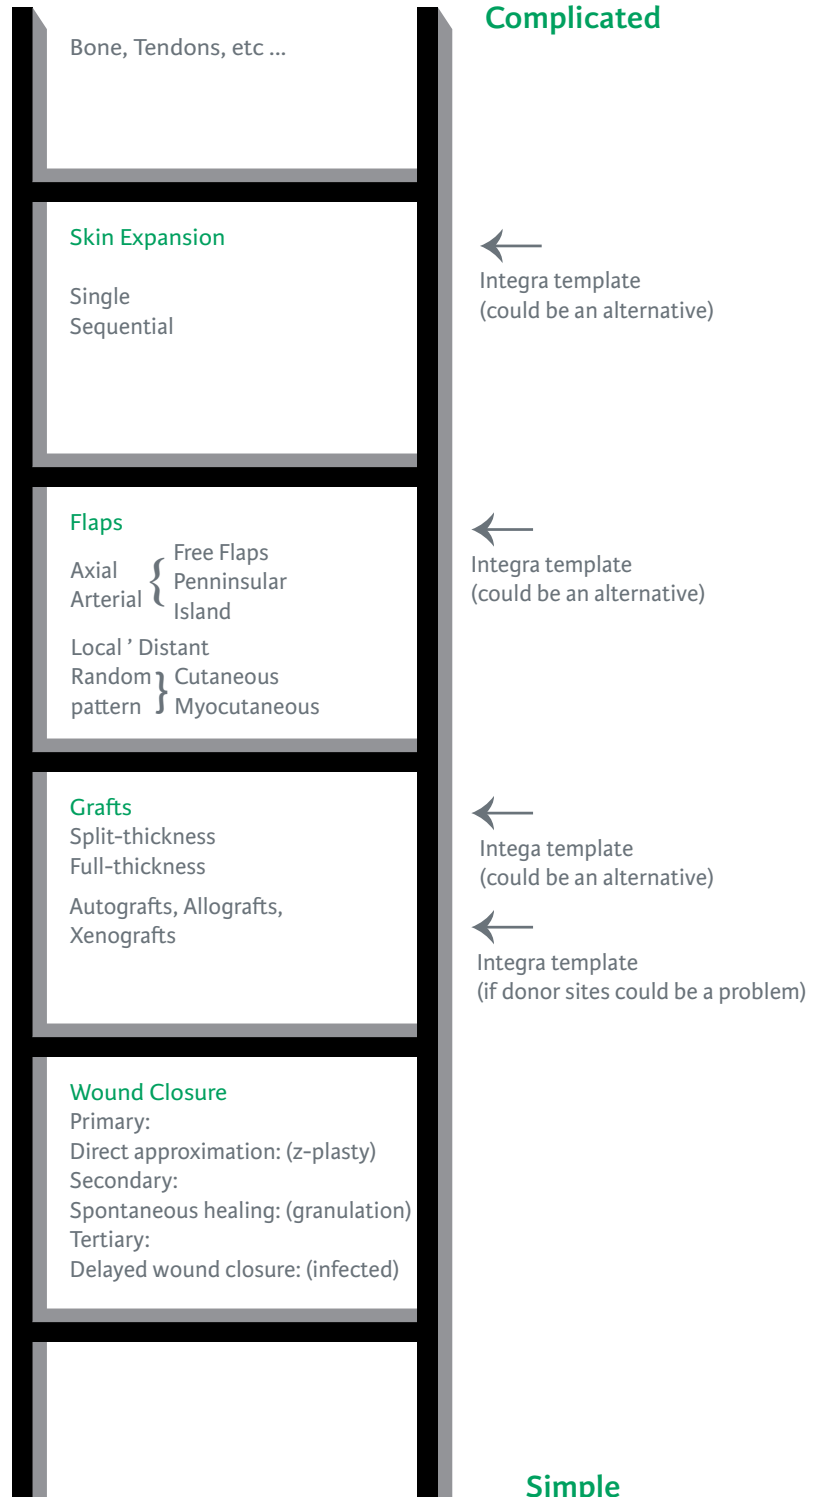 Complicated
Bone, Tendons, etc ...
Skin Expansion
Single
Sequential
Integra template
(could be an alternative)
Flaps
Axial
Arterial
{
Free Flaps
Penninsular
Island
Local ’ Distant
Random
pattern
}
Cutaneous
Myocutaneous
Integra template
(could be an alternative)
Grafts
Split-thickness
Full-thickness
Autografts, Allografts,
Xenografts
Intega template
(could be an alternative)
Integra template
(if donor sites could be a problem)
Wound Closure
Primary:
Direct approximation: (z-plasty)
Secondary:
Spontaneous healing: (granulation)
Tertiary:
Delayed wound closure: (infected)
Simple